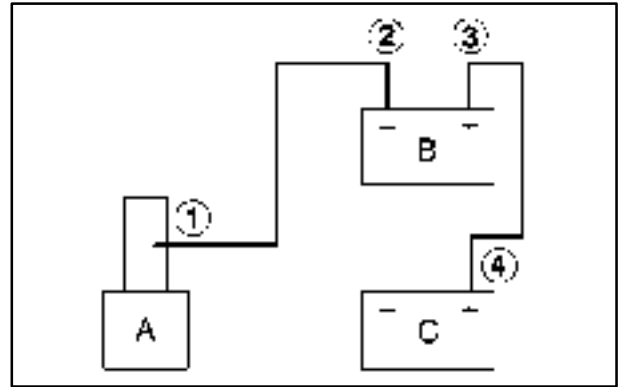 ② ③
− +
B
①
④
A
− +
C